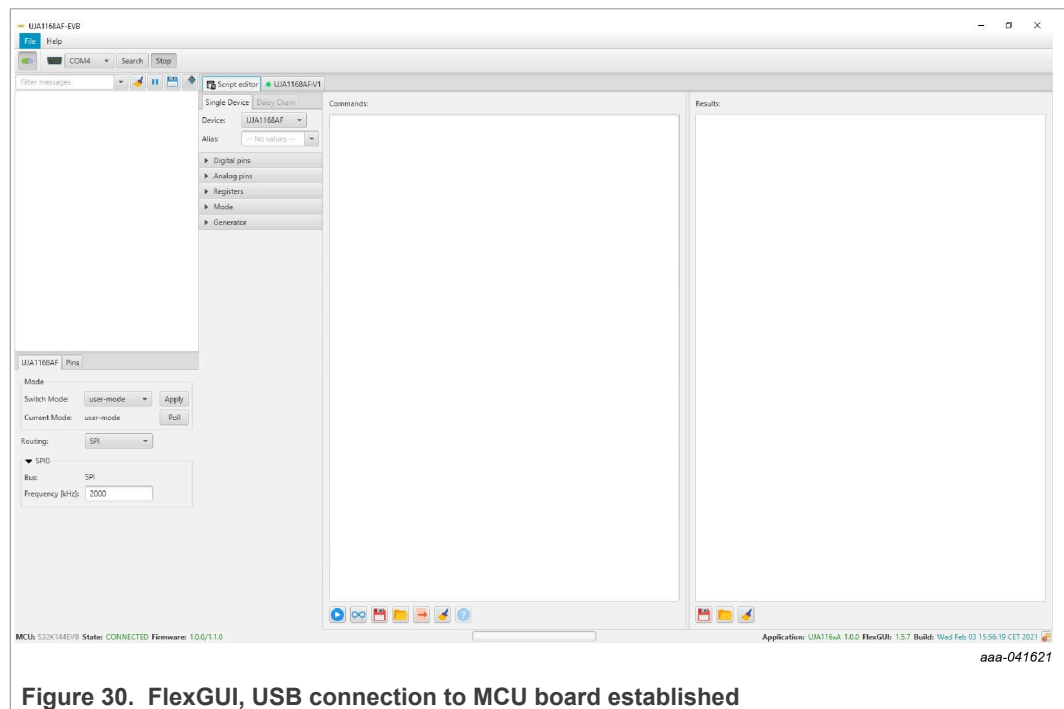 UJA1168AF-EVB
File Help
COM4 Search Stop
Filter messages
Script editor UJA1168AF-V1
Single Device Daisy Chain
Commands:
Results:
Device: UJA1168AF
Alias: -- No values --
Digital pins
Analog pins
Registers
Mode
Generator
UJA1168AF Pins
Mode
Switch Mode: user-mode Apply
Current Mode: user-mode Poll
Routing: SPI
SPI0
Bus: SPI
Frequency [kHz]: 2000
MCU: S32K144EVB State: CONNECTED Firmware: 1.0.0/1.1.0
Application: UJA116xA 1.0.0 FlexGUI: 1.5.7 Build: Wed Feb 03 15:56:19 CET 2021
aaa-041621
Figure 30. FlexGUI, USB connection to MCU board established